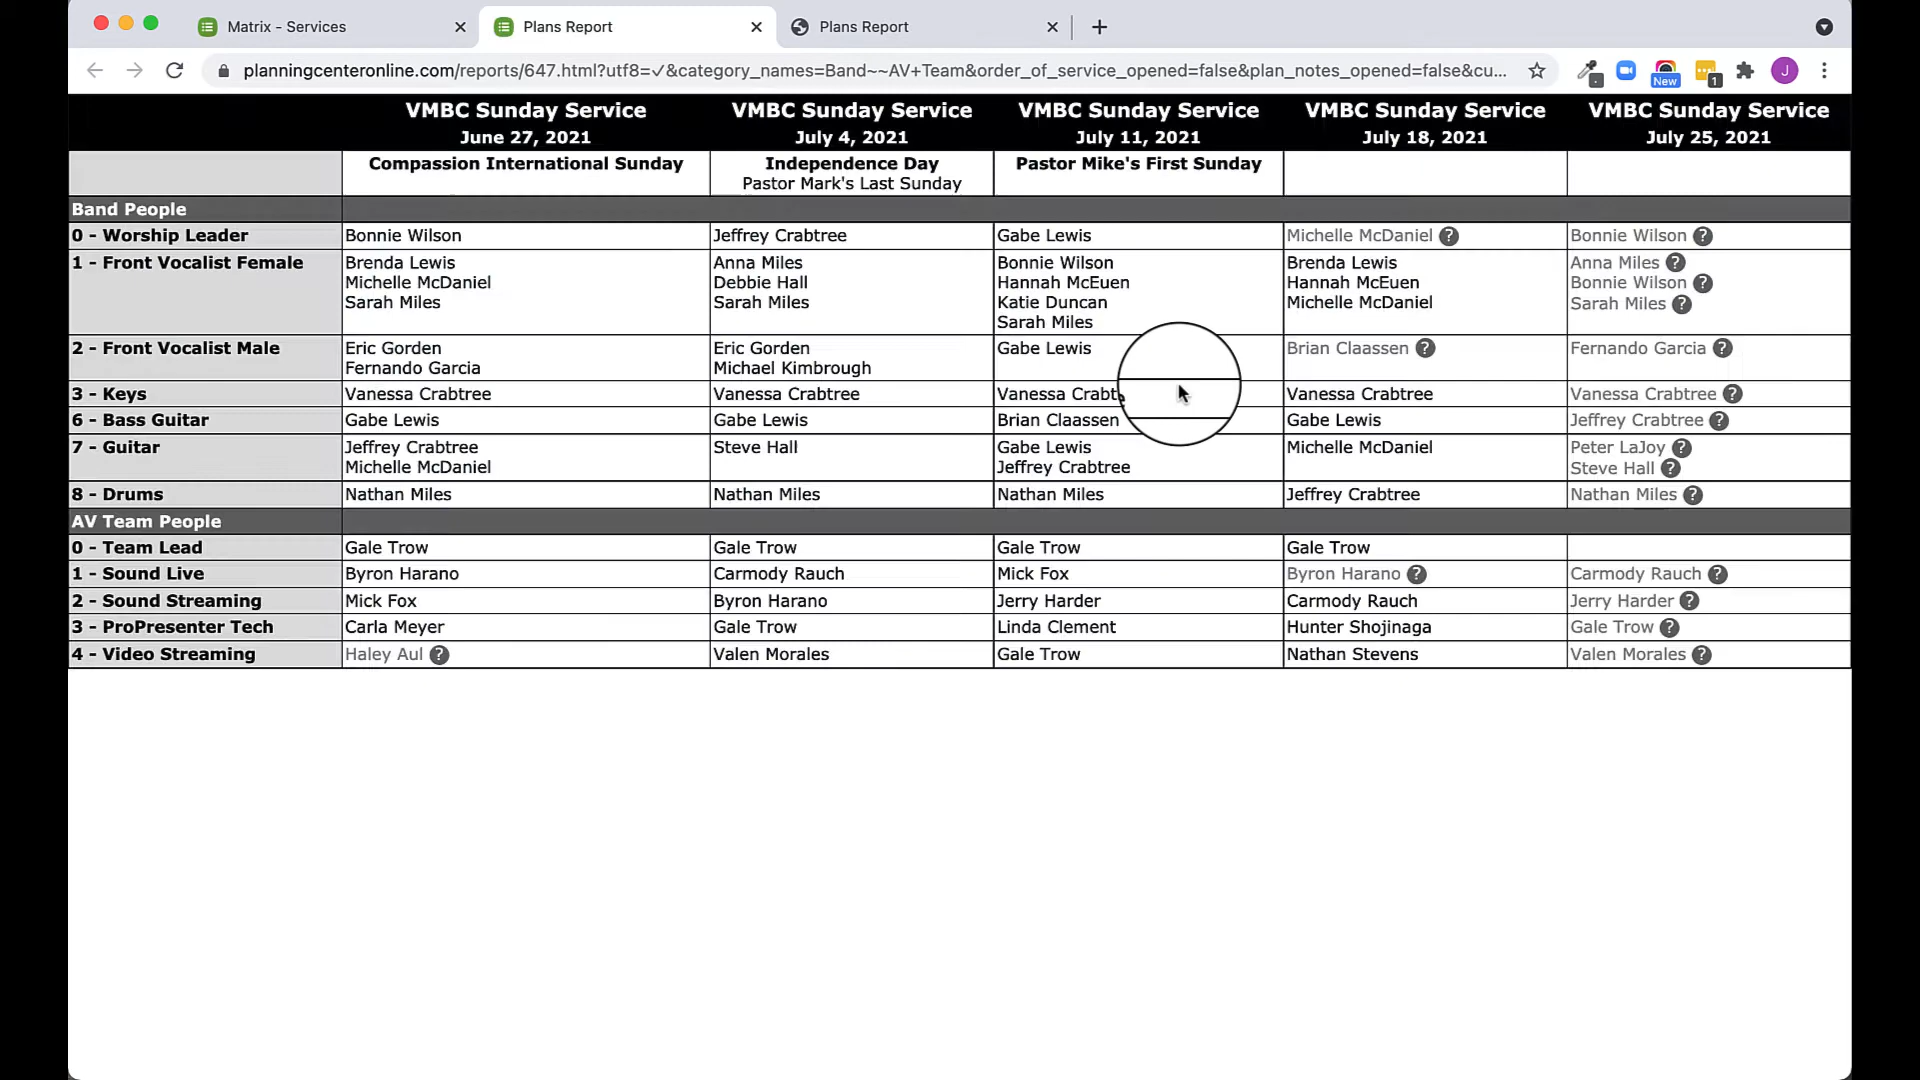 Matrix - Services
Plans Report
Plans Report
planningcenteronline.com/reports/647.html?utf8=✓&category_names=Band~~AV+Team&order_of_service_opened=false&plan_notes_opened=false&cu...
New
1
J
VMBC Sunday Service VMBC Sunday Service VMBC Sunday Service VMBC Sunday Service VMBC Sunday Service
June 27, 2021 July 4, 2021 July 11, 2021 July 18, 2021 July 25, 2021
Compassion International Sunday Independence Day Pastor Mike's First Sunday
Pastor Mark's Last Sunday
Band People
0 - Worship Leader Bonnie Wilson Jeffrey Crabtree Gabe Lewis Michelle McDaniel ? Bonnie Wilson ?
1 - Front Vocalist Female Brenda Lewis Anna Miles Bonnie Wilson Brenda Lewis Anna Miles ?
Michelle McDaniel Debbie Hall Hannah McEuen Hannah McEuen Bonnie Wilson ?
Sarah Miles Sarah Miles Katie Duncan Michelle McDaniel Sarah Miles ?
Sarah Miles
2 - Front Vocalist Male Eric Gorden Eric Gorden Gabe Lewis Brian Claassen ? Fernando Garcia ?
Fernando Garcia Michael Kimbrough
3 - Keys Vanessa Crabtree Vanessa Crabtree Vanessa Crabt Vanessa Crabtree Vanessa Crabtree ?
6 - Bass Guitar Gabe Lewis Gabe Lewis Brian Claassen Gabe Lewis Jeffrey Crabtree ?
7 - Guitar Jeffrey Crabtree Steve Hall Gabe Lewis Michelle McDaniel Peter LaJoy ?
Michelle McDaniel Jeffrey Crabtree Steve Hall ?
8 - Drums Nathan Miles Nathan Miles Nathan Miles Jeffrey Crabtree Nathan Miles ?
AV Team People
0 - Team Lead Gale Trow Gale Trow Gale Trow Gale Trow
1 - Sound Live Byron Harano Carmody Rauch Mick Fox Byron Harano ? Carmody Rauch ?
2 - Sound Streaming Mick Fox Byron Harano Jerry Harder Carmody Rauch Jerry Harder ?
3 - ProPresenter Tech Carla Meyer Gale Trow Linda Clement Hunter Shojinaga Gale Trow ?
4 - Video Streaming Haley Aul ? Valen Morales Gale Trow Nathan Stevens Valen Morales ?